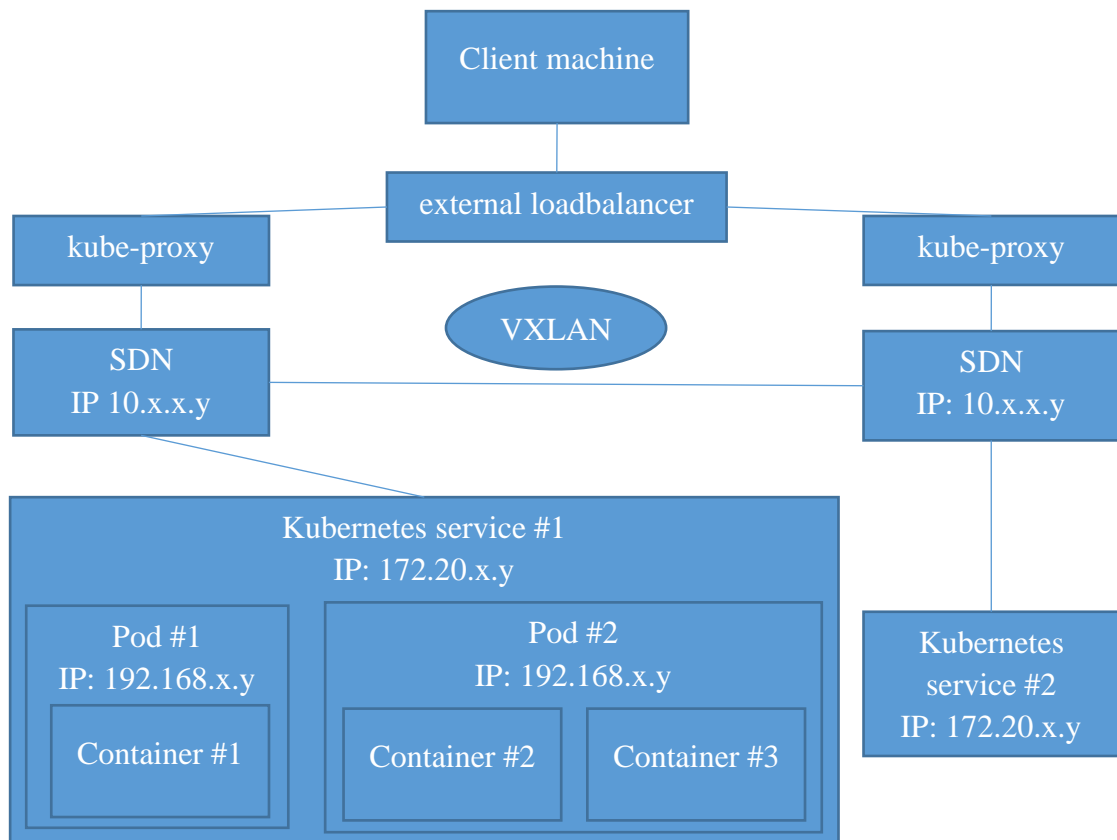 Client machine
external loadbalancer
kube-proxy
kube-proxy
VXLAN
SDN
IP 10.x.x.y
SDN
IP: 10.x.x.y
Kubernetes service #1
IP: 172.20.x.y
Pod #1
IP: 192.168.x.y
Container #1
Pod #2
IP: 192.168.x.y
Container #2
Container #3
Kubernetes
service #2
IP: 172.20.x.y